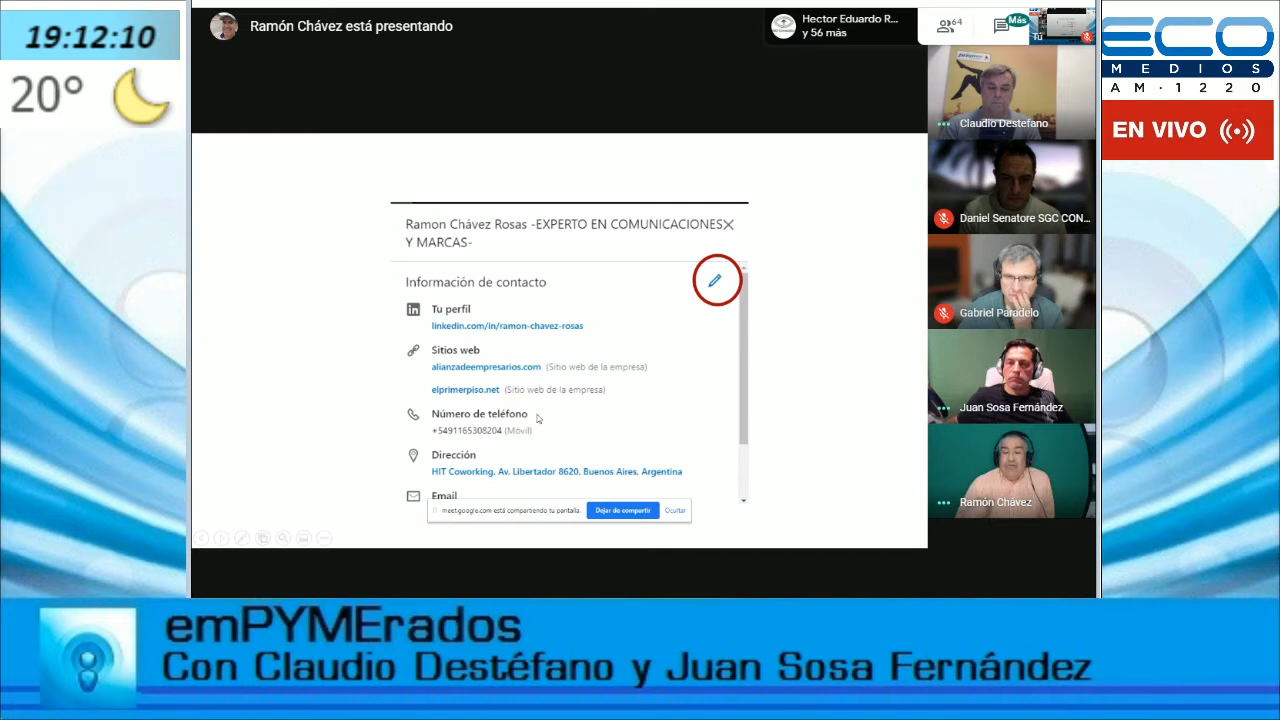 19:12:10
20°
Ramón Chávez está presentando
Hector Eduardo R...
y 56 más
64
Más
Tú
ECO
MEDIOS
AM·1220
EN VIVO
Claudio Destefano
Daniel Senatore SGC CON...
Gabriel Paradelo
Juan Sosa Fernández
Ramón Chávez
Ramon Chávez Rosas -EXPERTO EN COMUNICACIONES
Y MARCAS-
Información de contacto
Tu perfil
linkedin.com/in/ramon-chavez-rosas
Sitios web
alianzadeempresarios.com (Sitio web de la empresa)
elprimerpiso.net (Sitio web de la empresa)
Número de teléfono
+5491165308204 (Móvil)
Dirección
HIT Coworking, Av. Libertador 8620, Buenos Aires, Argentina
Email
meet.google.com está compartiendo tu pantalla.
Dejar de compartir
Ocultar
emPYMErados
Con Claudio Destéfano y Juan Sosa Fernández